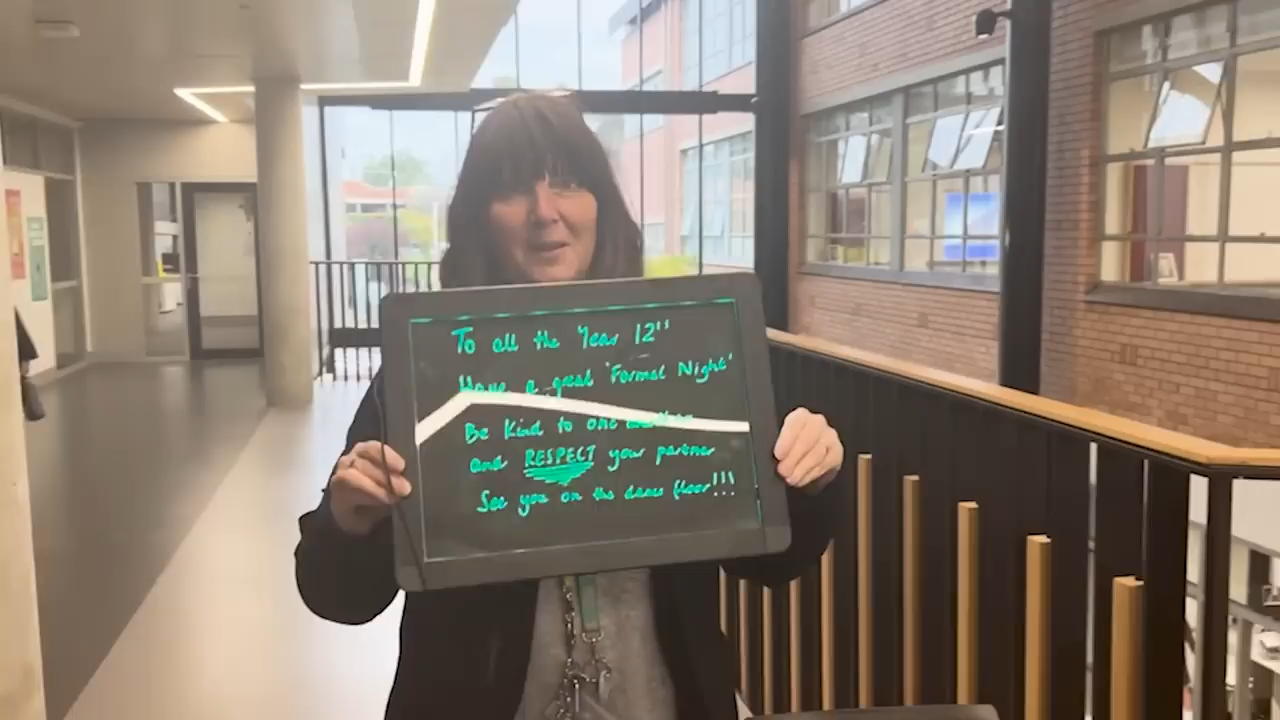 To all the Year 12's
Have a great 'Formal Night'
Be Kind to one another
and RESPECT your partner
See you on the dance floor!!!